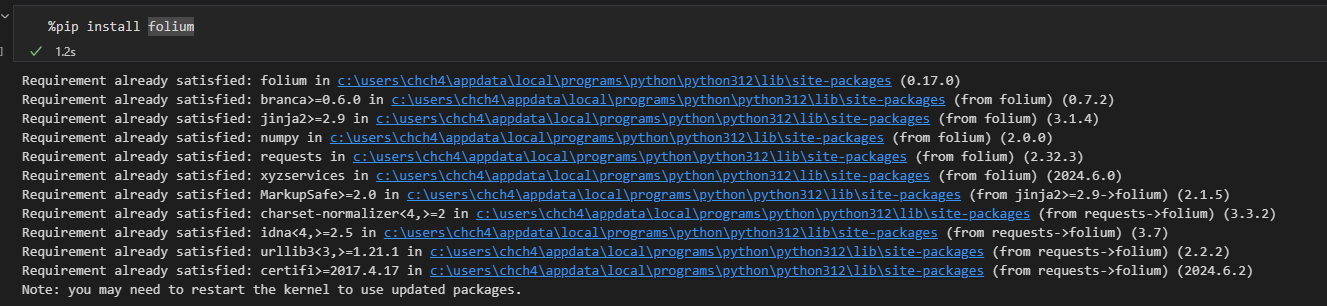 %pip install folium
1.2s
Requirement already satisfied: folium in c:\users\chch4\appdata\local\programs\python\python312\lib\site-packages (0.17.0)
Requirement already satisfied: branca>=0.6.0 in c:\users\chch4\appdata\local\programs\python\python312\lib\site-packages (from folium) (0.7.2)
Requirement already satisfied: jinja2>=2.9 in c:\users\chch4\appdata\local\programs\python\python312\lib\site-packages (from folium) (3.1.4)
Requirement already satisfied: numpy in c:\users\chch4\appdata\local\programs\python\python312\lib\site-packages (from folium) (2.0.0)
Requirement already satisfied: requests in c:\users\chch4\appdata\local\programs\python\python312\lib\site-packages (from folium) (2.32.3)
Requirement already satisfied: xyzservices in c:\users\chch4\appdata\local\programs\python\python312\lib\site-packages (from folium) (2024.6.0)
Requirement already satisfied: MarkupSafe>=2.0 in c:\users\chch4\appdata\local\programs\python\python312\lib\site-packages (from jinja2>=2.9->folium) (2.1.5)
Requirement already satisfied: charset-normalizer<4,>=2 in c:\users\chch4\appdata\local\programs\python\python312\lib\site-packages (from requests->folium) (3.3.2)
Requirement already satisfied: idna<4,>=2.5 in c:\users\chch4\appdata\local\programs\python\python312\lib\site-packages (from requests->folium) (3.7)
Requirement already satisfied: urllib3<3,>=1.21.1 in c:\users\chch4\appdata\local\programs\python\python312\lib\site-packages (from requests->folium) (2.2.2)
Requirement already satisfied: certifi>=2017.4.17 in c:\users\chch4\appdata\local\programs\python\python312\lib\site-packages (from requests->folium) (2024.6.2)
Note: you may need to restart the kernel to use updated packages.